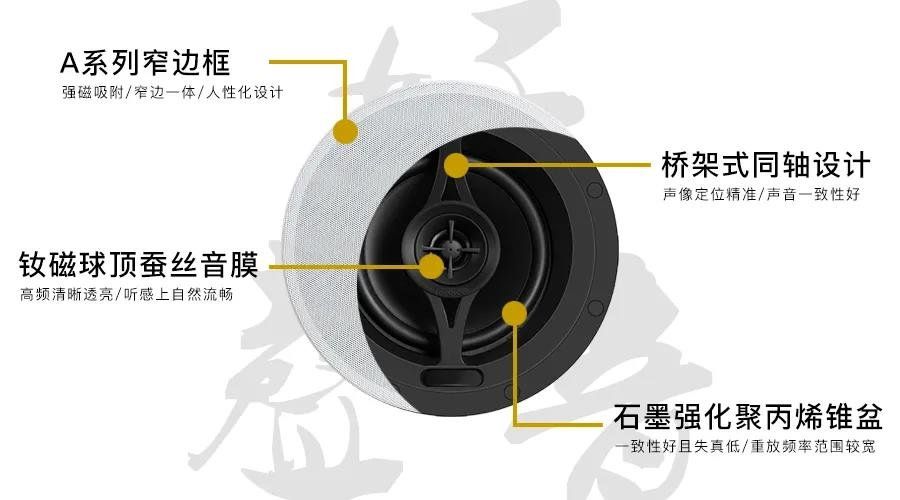 A系列窄边框
强磁吸附/窄边一体/人性化设计
桥架式同轴设计
声像定位精准/声音一致性好
钕磁球顶蚕丝音膜
高频清晰透亮/听感上自然流畅
石墨强化聚丙烯锥盆
一致性好且失真低/重放频率范围较宽